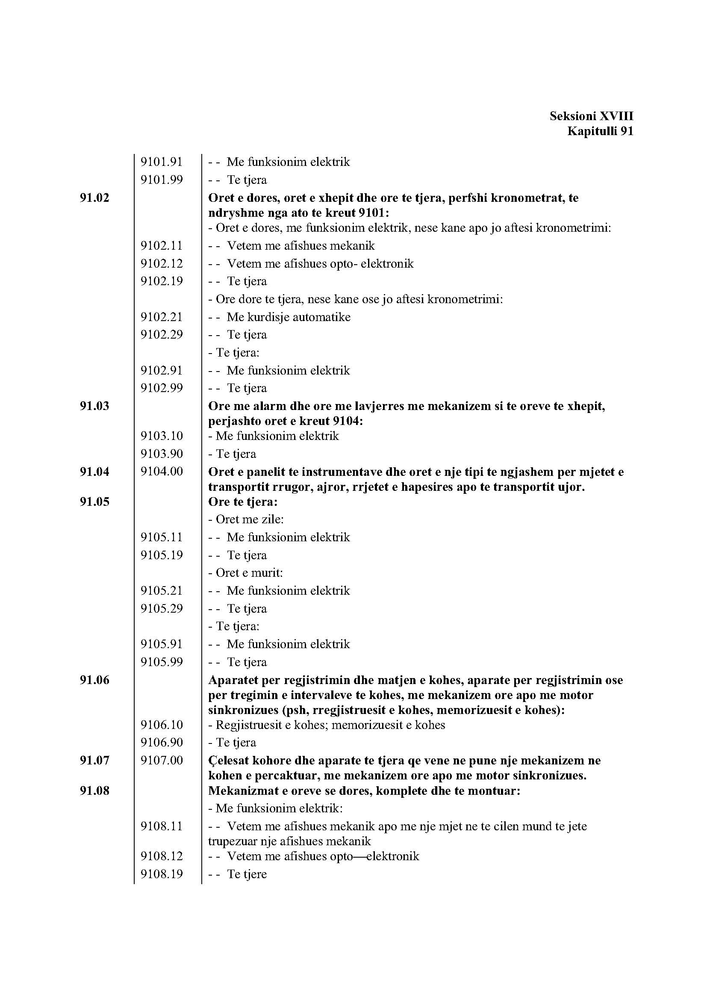 Seksioni XVIII
Kapitulli 91
9101.91 - - Me funksionim elektrik
9101.99 - - Te tjera
91.02 Oret e dores, oret e xhepit dhe ore te tjera, perfshi kronometrat, te
ndryshme nga ato te kreut 9101:
- Oret e dores, me funksionim elektrik, nese kane apo jo aftesi kronometrimi:
9102.11 - - Vetem me afishues mekanik
9102.12 - - Vetem me afishues opto- elektronik
9102.19 - - Te tjera
- Ore dore te tjera, nese kane ose jo aftesi kronometrimi:
9102.21 - - Me kurdisje automatike
9102.29 - - Te tjera
- Te tjera:
9102.91 - - Me funksionim elektrik
9102.99 - - Te tjera
91.03 Ore me alarm dhe ore me lavjerres me mekanizem si te oreve te xhepit,
perjashto oret e kreut 9104:
9103.10 - Me funksionim elektrik
9103.90 - Te tjera
91.04 9104.00 Oret e panelit te instrumentave dhe oret e nje tipi te ngjashem per mjetet e
transportit rrugor, ajror, rrjetet e hapesires apo te transportit ujor.
91.05 Ore te tjera:
- Oret me zile:
9105.11 - - Me funksionim elektrik
9105.19 - - Te tjera
- Oret e murit:
9105.21 - - Me funksionim elektrik
9105.29 - - Te tjera
- Te tjera:
9105.91 - - Me funksionim elektrik
9105.99 - - Te tjera
91.06 Aparatet per regjistrimin dhe matjen e kohes, aparate per regjistrimin ose
per tregimin e intervaleve te kohes, me mekanizem ore apo me motor
sinkronizues (psh, rregjistruesit e kohes, memorizuesit e kohes):
9106.10 - Regjistruesit e kohes; memorizuesit e kohes
9106.90 - Te tjera
91.07 9107.00 Çelesat kohore dhe aparate te tjera qe vene ne pune nje mekanizem ne
kohen e percaktuar, me mekanizem ore apo me motor sinkronizues.
91.08 Mekanizmat e oreve se dores, komplete dhe te montuar:
- Me funksionim elektrik:
9108.11 - - Vetem me afishues mekanik apo me nje mjet ne te cilen mund te jete
trupezuar nje afishues mekanik
9108.12 - - Vetem me afishues opto—elektronik
9108.19 - - Te tjere